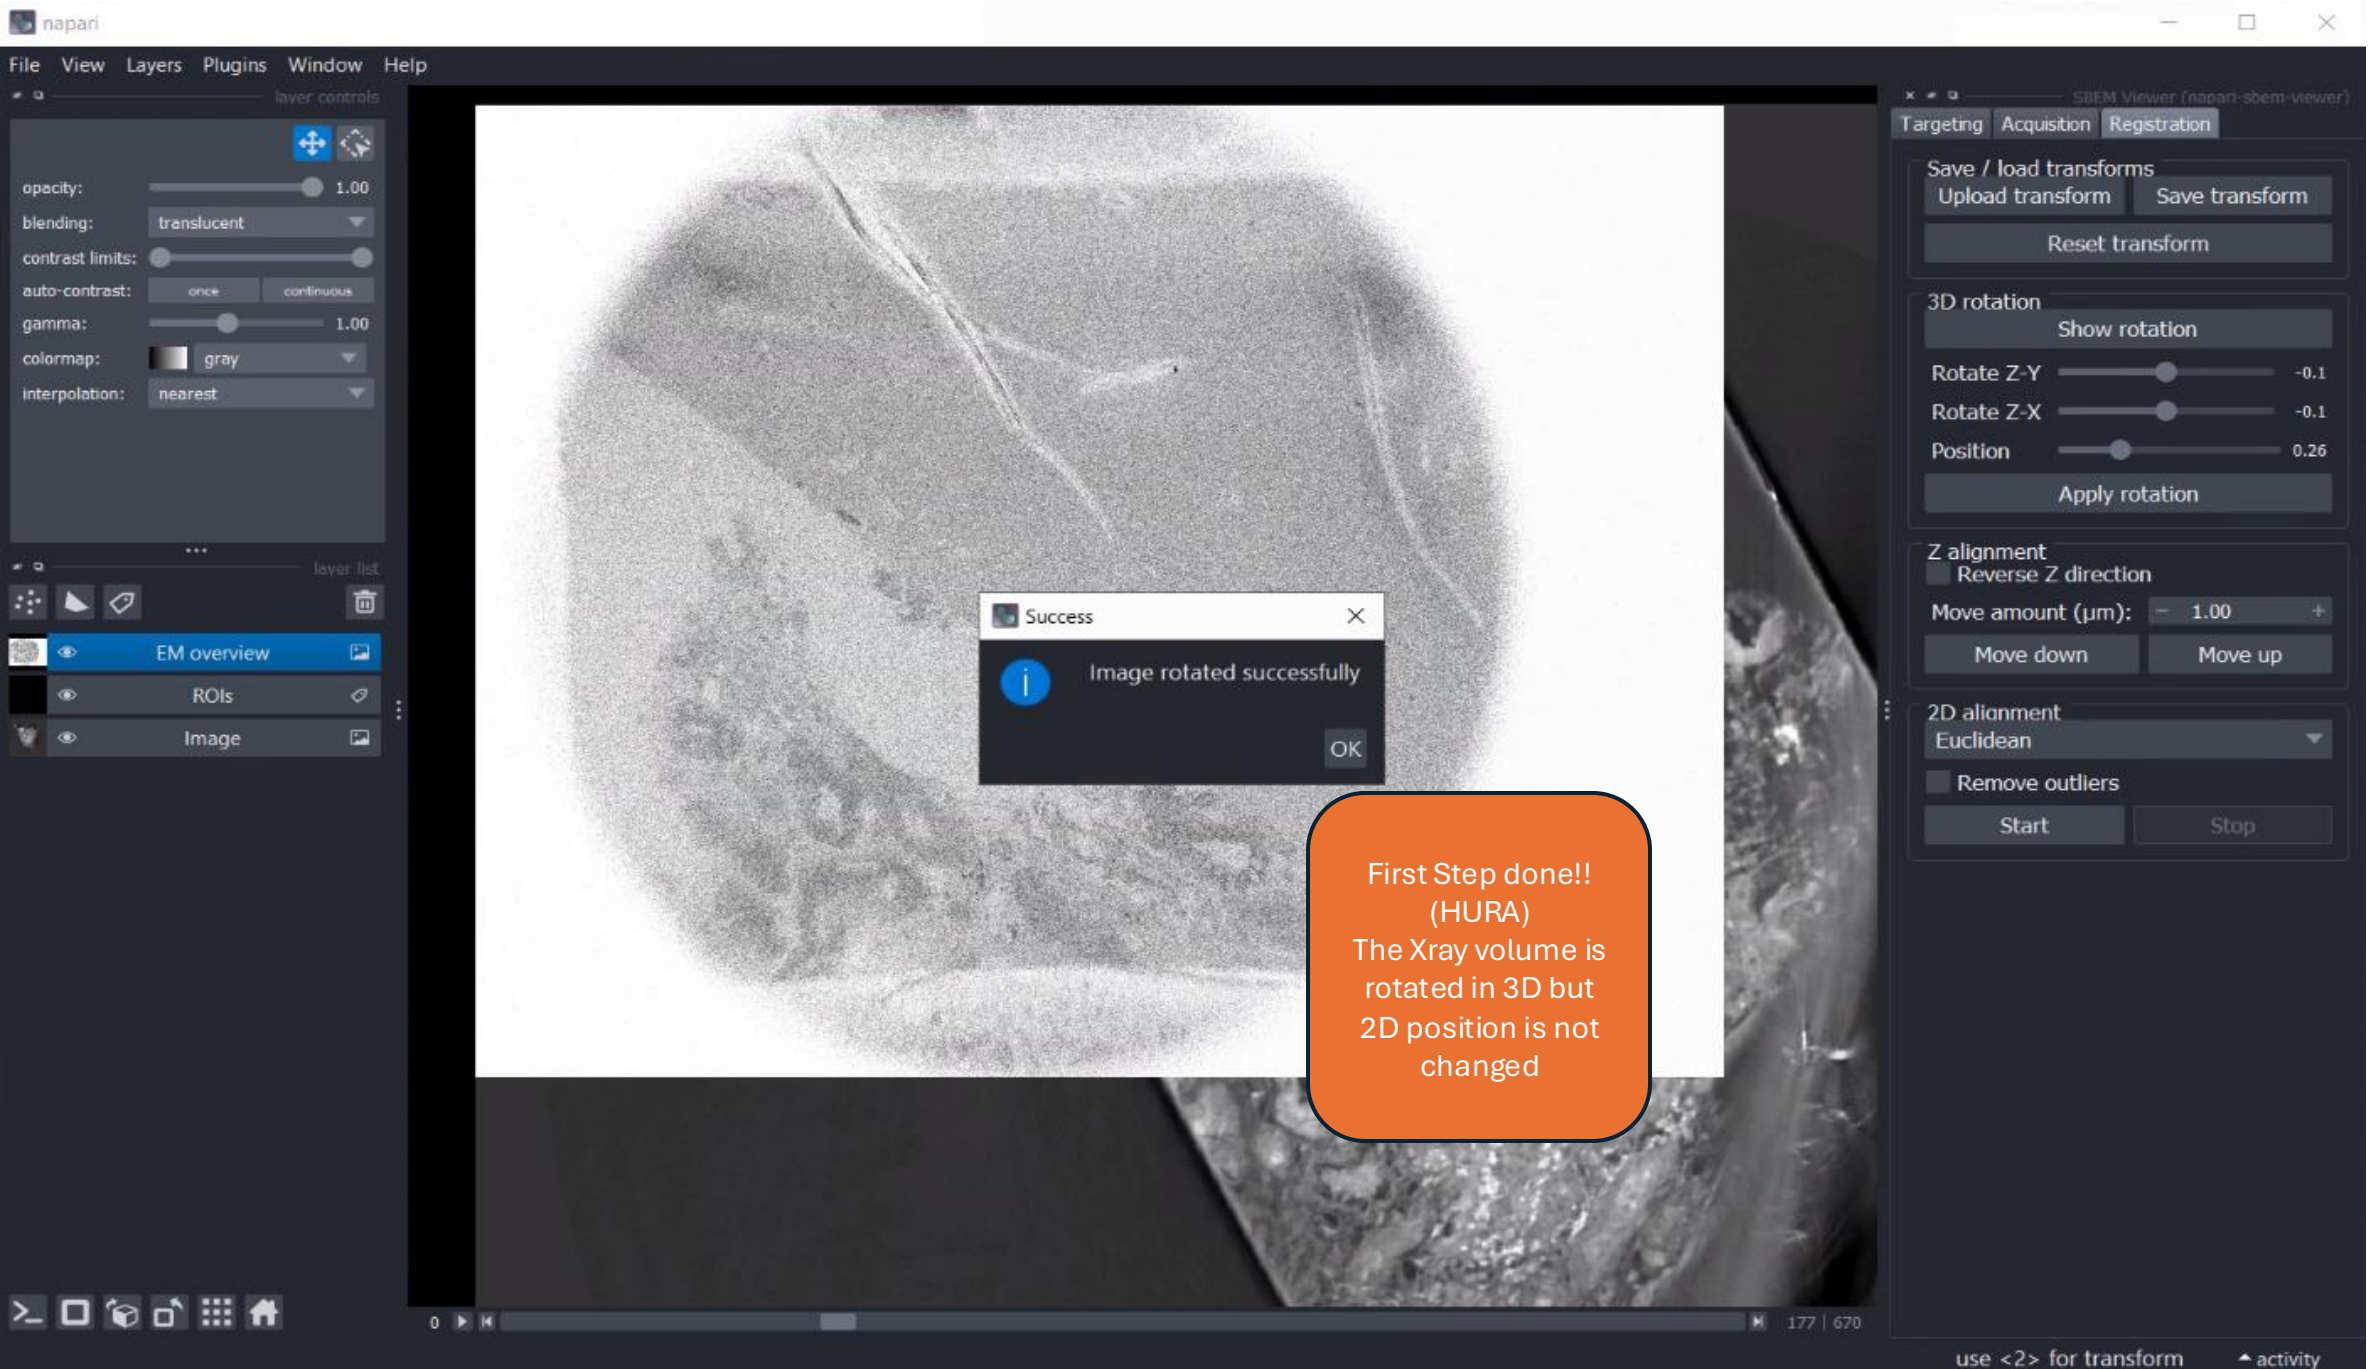 napari
File View Layers Plugins Window Help
layer controls
opacity: 1.00
blending: translucent
contrast limits:
auto-contrast: once continuous
gamma: 1.00
colormap: gray
interpolation: nearest
layer list
EM overview
ROIs
Image
Success
Image rotated successfully
OK
First Step done!!
(HURA)
The Xray volume is
rotated in 3D but
2D position is not
changed
0 177 | 670
SBEM Viewer (napari-sbem-viewer)
Targeting Acquisition Registration
Save / load transforms
Upload transform Save transform
Reset transform
3D rotation
Show rotation
Rotate Z-Y -0.1
Rotate Z-X -0.1
Position 0.26
Apply rotation
Z alignment
Reverse Z direction
Move amount (µm): − 1.00 +
Move down Move up
2D alignment
Euclidean
Remove outliers
Start Stop
use <2> for transform activity